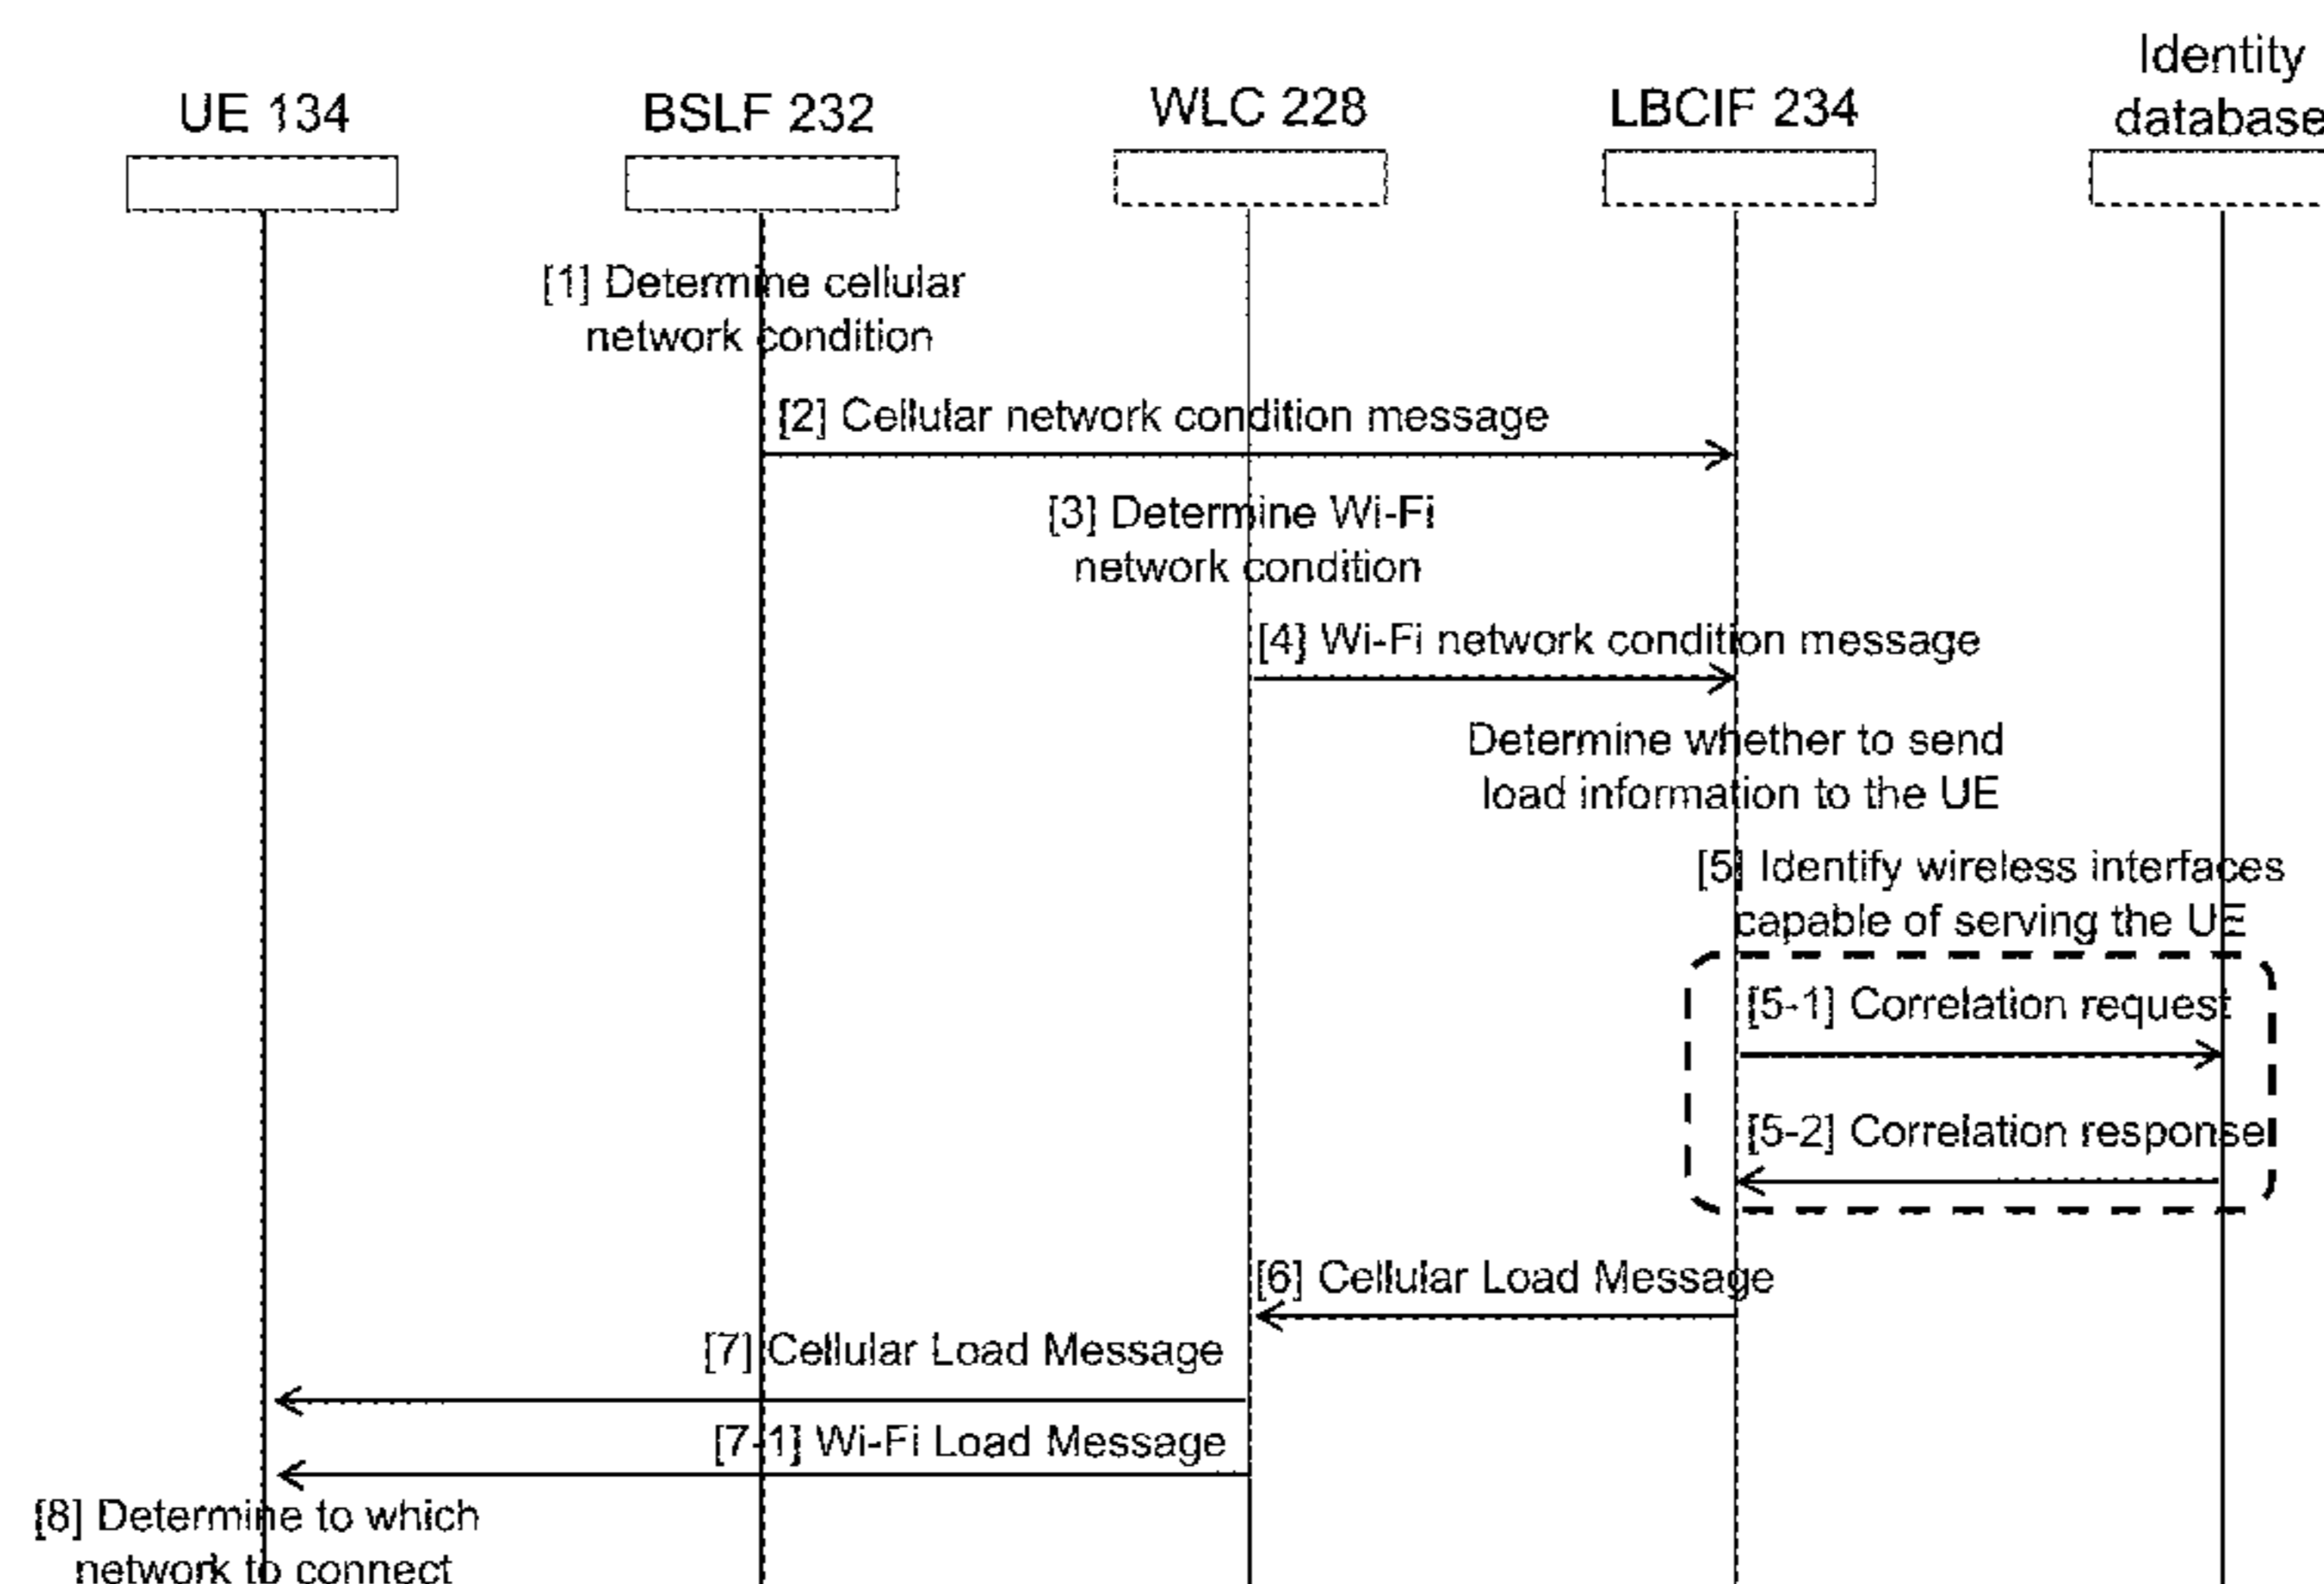 UE 134
BSLF 232
WLC 228
LBCIF 234
Identity
database
[1] Determine cellular
network condition
[2] Cellular network condition message
[3] Determine Wi-Fi
network condition
[4] Wi-Fi network condition message
Determine whether to send
load information to the UE
[5] Identify wireless interfaces
capable of serving the UE
[5-1] Correlation request
[5-2] Correlation response
[6] Cellular Load Message
[7] Cellular Load Message
[7-1] Wi-Fi Load Message
[8] Determine to which
network to connect